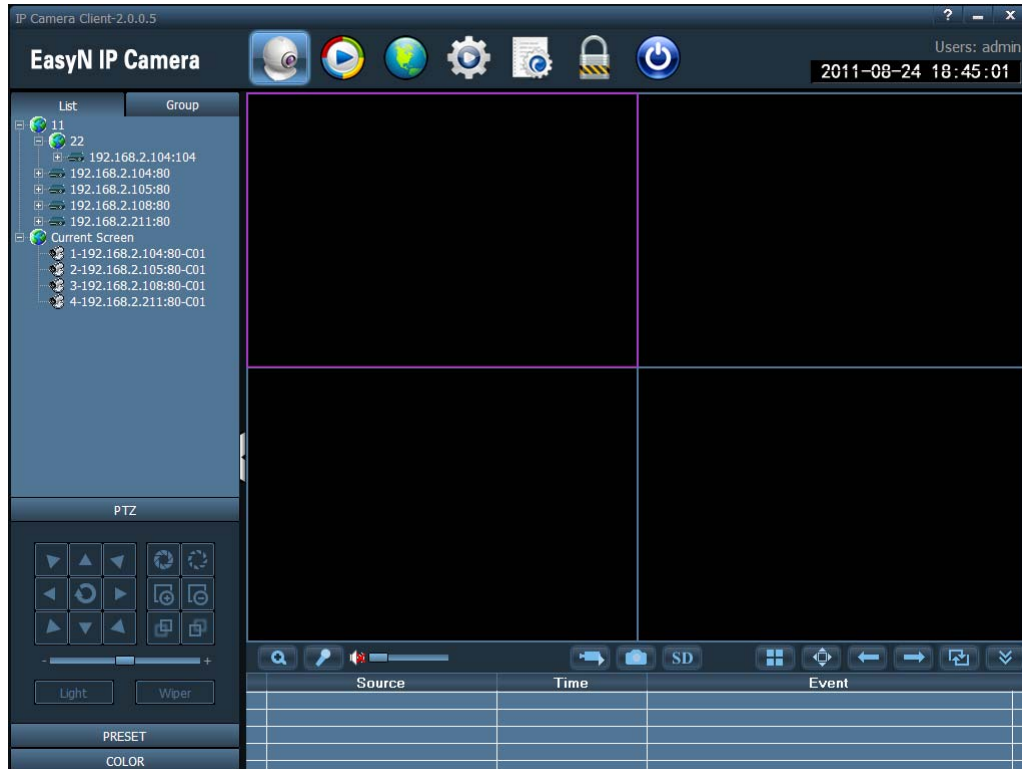 IP Camera Client-2.0.0.5
? - x
EasyN IP Camera
Users: admin
2011-08-24 18:45:01
List Group
11
22
192.168.2.104:104
192.168.2.104:80
192.168.2.105:80
192.168.2.108:80
192.168.2.211:80
Current Screen
1-192.168.2.104:80-C01
2-192.168.2.105:80-C01
3-192.168.2.108:80-C01
4-192.168.2.211:80-C01
PTZ
- +
Light Wiper
PRESET
COLOR
SD
Source Time Event